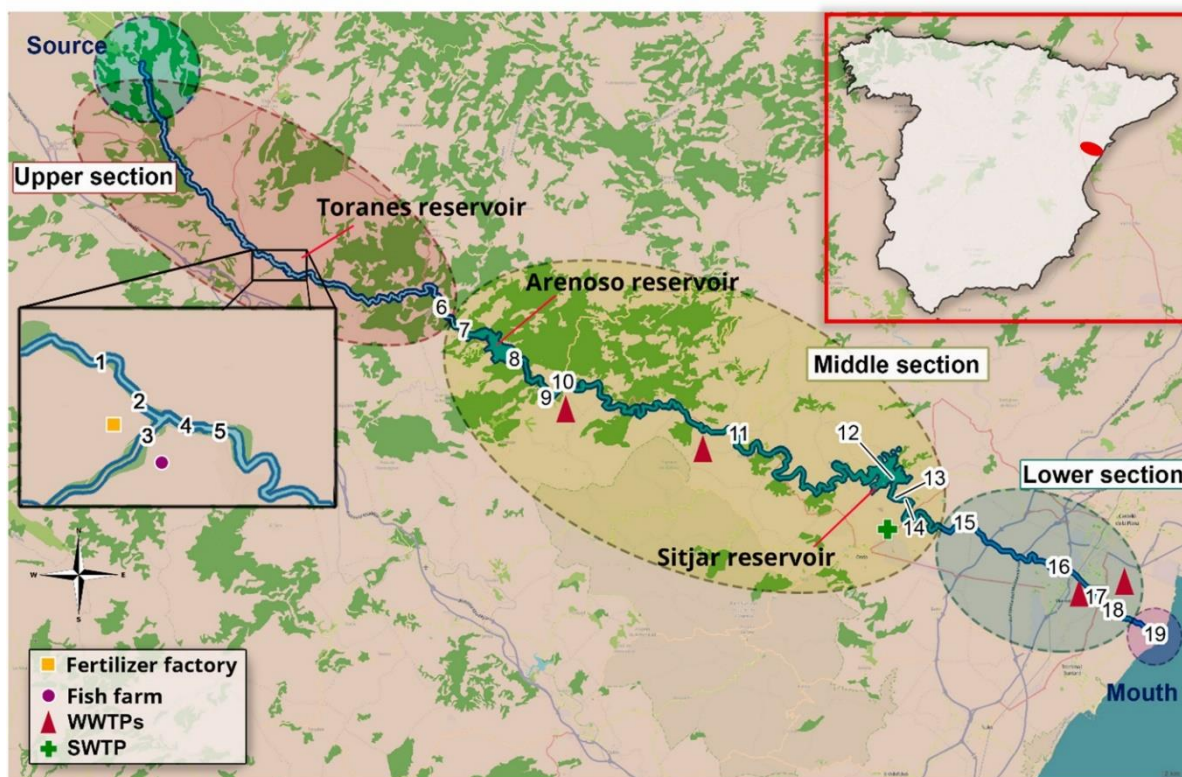 Source
Upper section
Toranes reservoir
Arenoso reservoir
Middle section
Sitjar reservoir
Lower section
Mouth
1
2
3
4
5
6
7
8
9
10
11
12
13
14
15
16
17
18
19
N
W
E
S
Fertilizer factory
Fish farm
WWTPs
SWTP